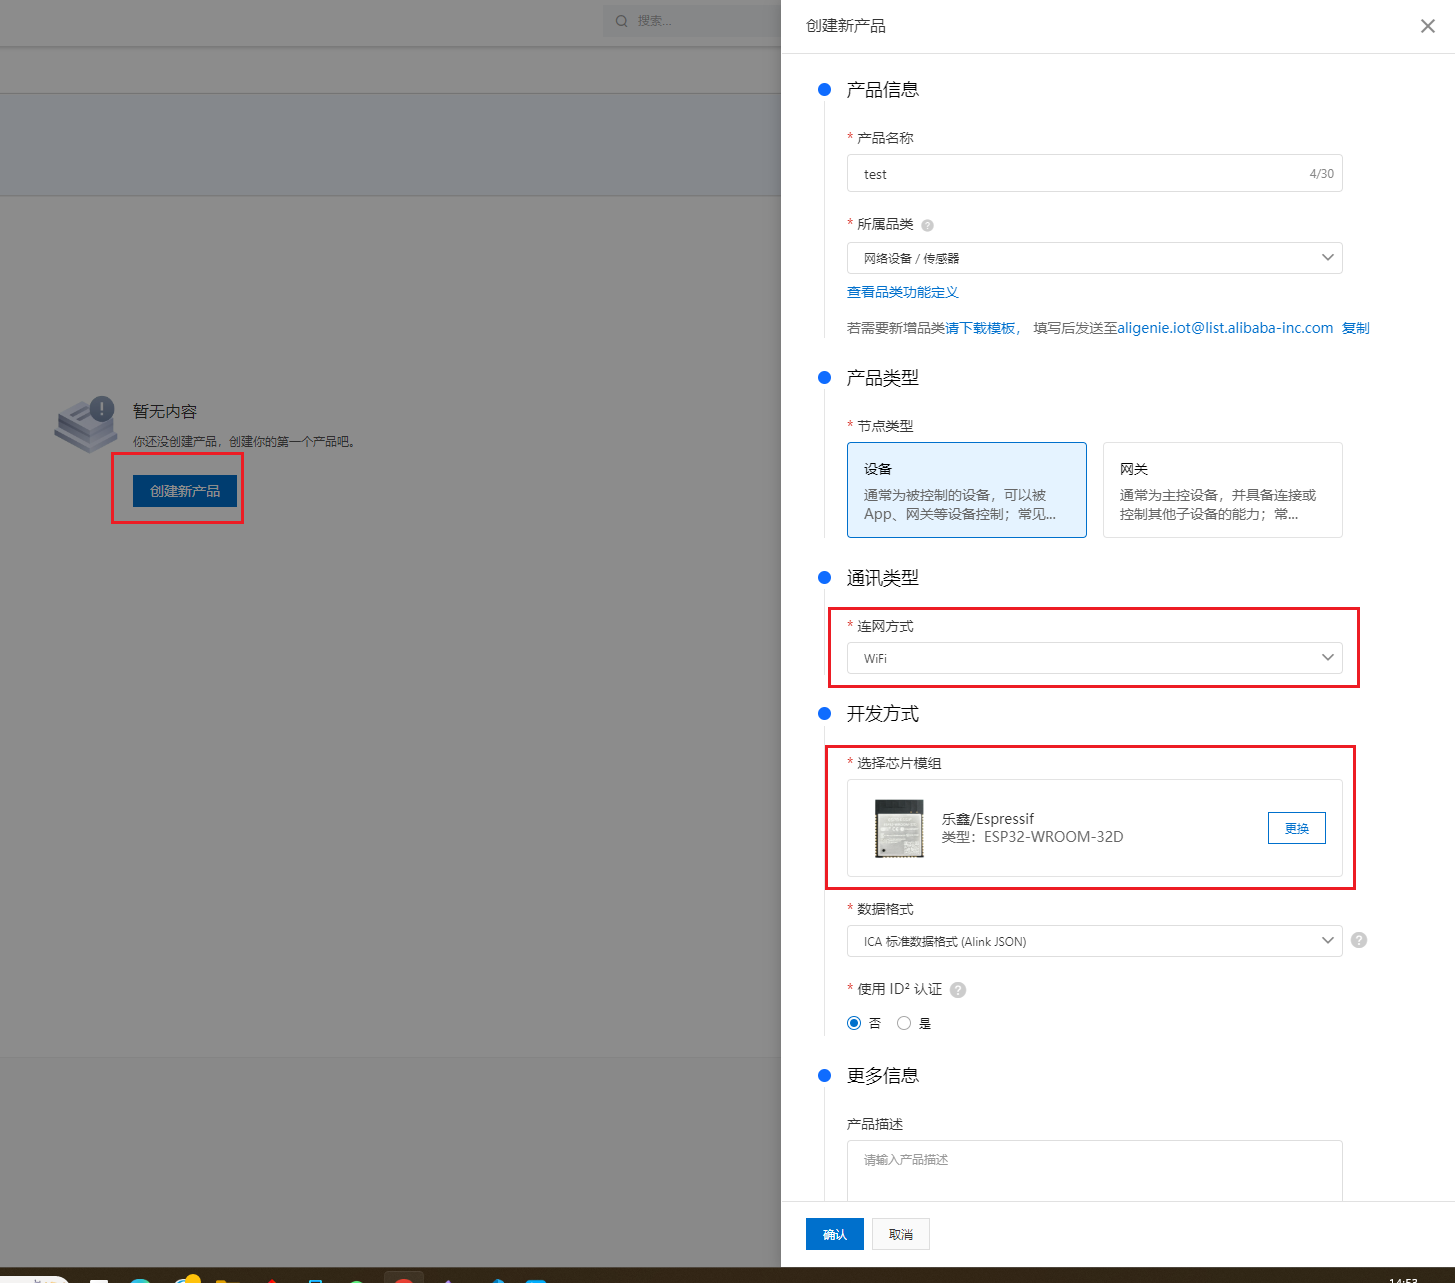 搜索...
暂无内容
你还没创建产品，创建你的第一个产品吧。
创建新产品
创建新产品
产品信息
* 产品名称
test
4/30
* 所属品类 ?
网络设备 / 传感器
查看品类功能定义
若需要新增品类请下载模板， 填写后发送至aligenie.iot@list.alibaba-inc.com 复制
产品类型
* 节点类型
设备
通常为被控制的设备，可以被
App、网关等设备控制；常见...
网关
通常为主控设备，并具备连接或
控制其他子设备的能力；常...
通讯类型
* 连网方式
WiFi
开发方式
* 选择芯片模组
乐鑫/Espressif
类型：ESP32-WROOM-32D
更换
* 数据格式
ICA 标准数据格式 (Alink JSON)
?
* 使用 ID² 认证 ?
否
是
更多信息
产品描述
请输入产品描述
确认
取消